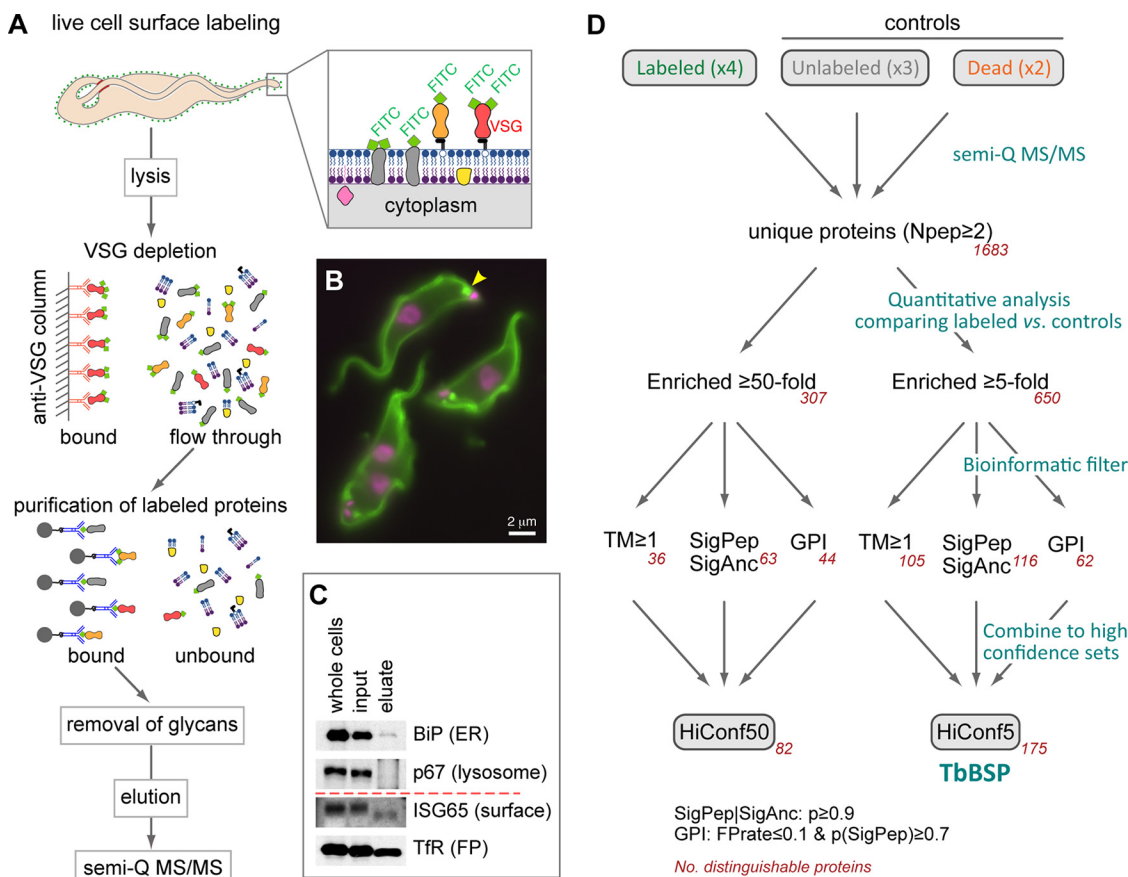 A live cell surface labeling
FITC
FITC
FITC
FITC
FITC
VSG
cytoplasm
lysis
VSG depletion
anti-VSG column
bound
flow through
purification of labeled proteins
bound
unbound
removal of glycans
elution
semi-Q MS/MS
B
2 μm
C
whole cells
input
eluate
BiP (ER)
p67 (lysosome)
ISG65 (surface)
TfR (FP)
D
controls
Labeled (x4)
Unlabeled (x3)
Dead (x2)
semi-Q MS/MS
unique proteins (Npep≥2)
1683
Quantitative analysis
comparing labeled vs. controls
Enriched ≥50-fold
307
Enriched ≥5-fold
650
Bioinformatic filter
TM≥1
36
SigPep
SigAnc
63
GPI
44
TM≥1
105
SigPep
SigAnc
116
GPI
62
Combine to high
confidence sets
HiConf50
82
HiConf5
175
TbBSP
SigPep|SigAnc: p≥0.9
GPI: FPrate≤0.1 & p(SigPep)≥0.7
No. distinguishable proteins